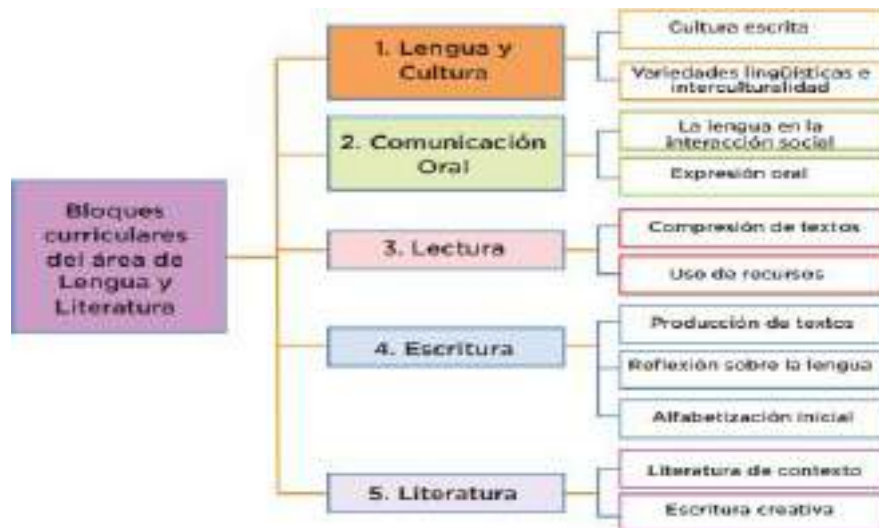 Bloques
curriculares
del área de
Lengua y
Literatura
1. Lengua y
Cultura
Cultura escrita
Variedades lingüísticas e
interculturalidad
2. Comunicación
Oral
La lengua en la
interacción social
Expresión oral
3. Lectura
Compresión de textos
Uso de recursos
4. Escritura
Producción de textos
Reflexión sobre la lengua
Alfabetización inicial
5. Literatura
Literatura de contexto
Escritura creativa